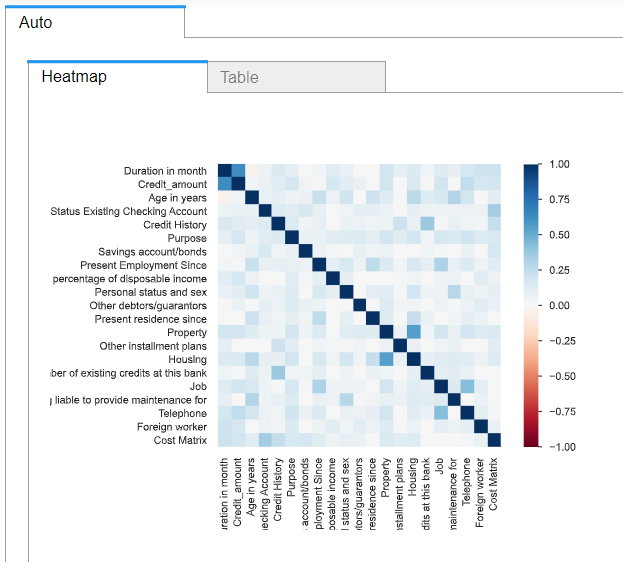 Auto
Heatmap
Table
Duration in month
Credit_amount
Age in years
Status Existing Checking Account
Credit History
Purpose
Savings account/bonds
Present Employment Since
percentage of disposable income
Personal status and sex
Other debtors/guarantors
Present residence since
Property
Other installment plans
Housing
ber of existing credits at this bank
Job
liable to provide maintenance for
Telephone
Foreign worker
Cost Matrix
1.00
0.75
0.50
0.25
0.00
−0.25
−0.50
−0.75
−1.00
uration in month
Credit_amount
Age in years
ecking Account
Credit History
Purpose
account/bonds
ployment Since
posable income
l status and sex
tors/guarantors
residence since
Property
stallment plans
Housing
dits at this bank
Job
maintenance for
Telephone
Foreign worker
Cost Matrix